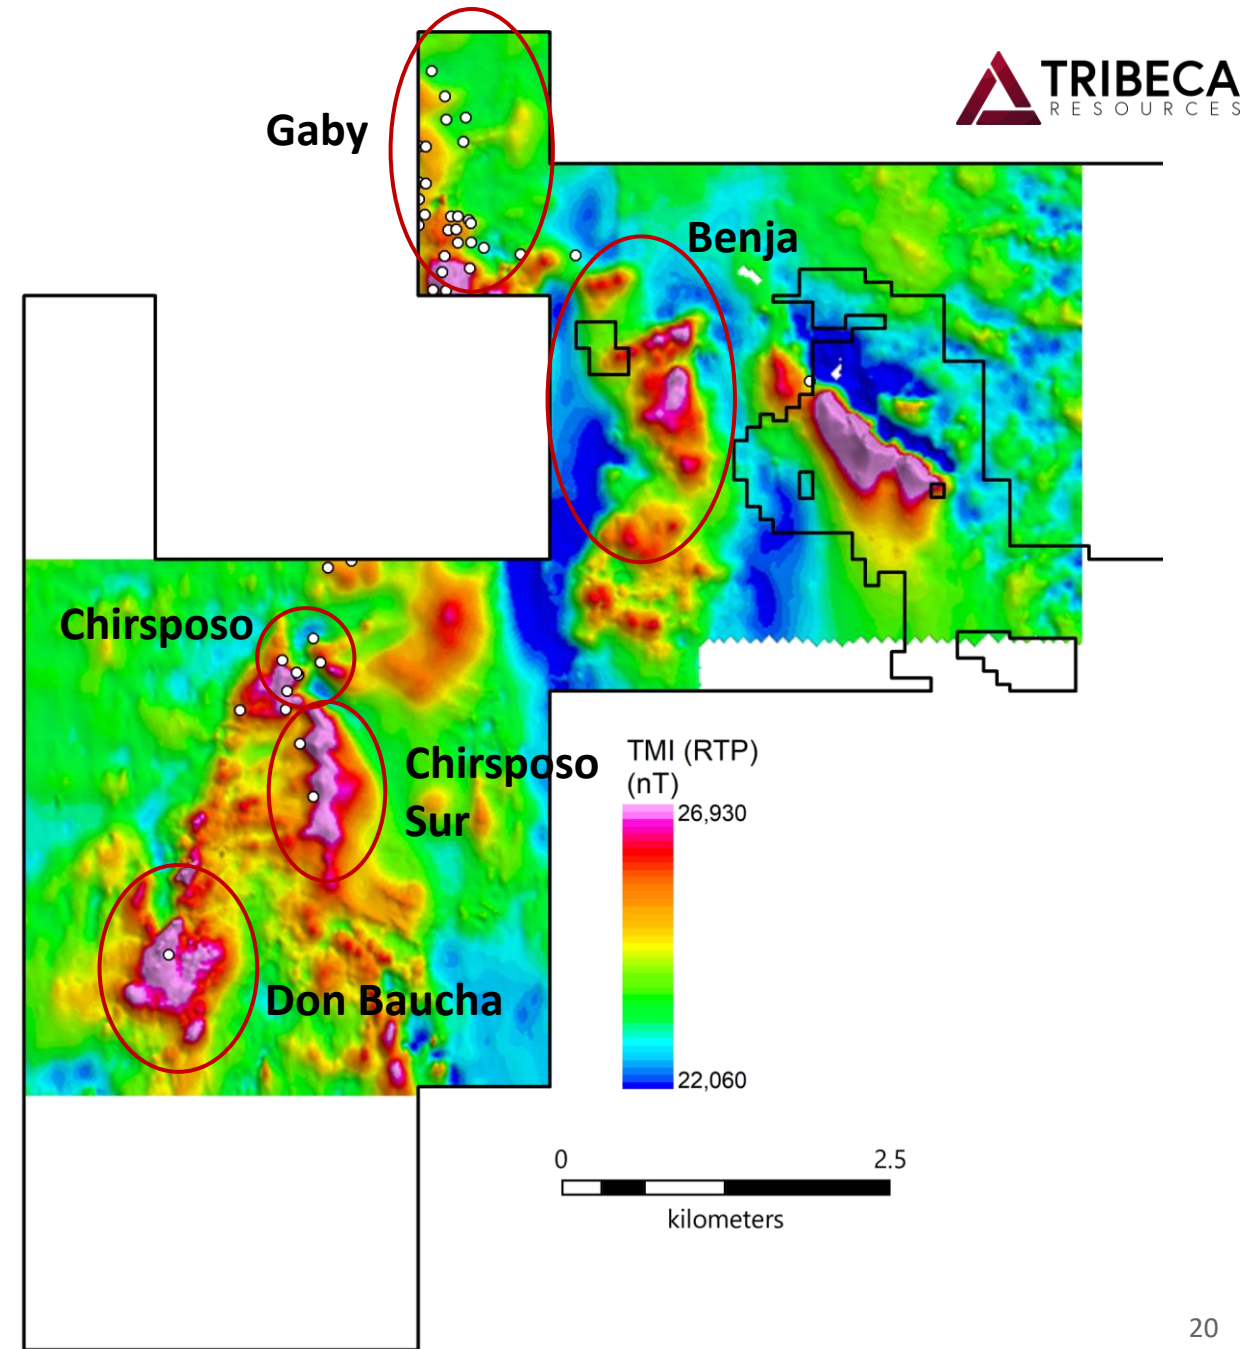 TRIBECA
RESOURCES
Gaby
Benja
Chirsposo
Chirsposo
Sur
Don Baucha
TMI (RTP)
(nT)
26,930
22,060
0
2.5
kilometers
20